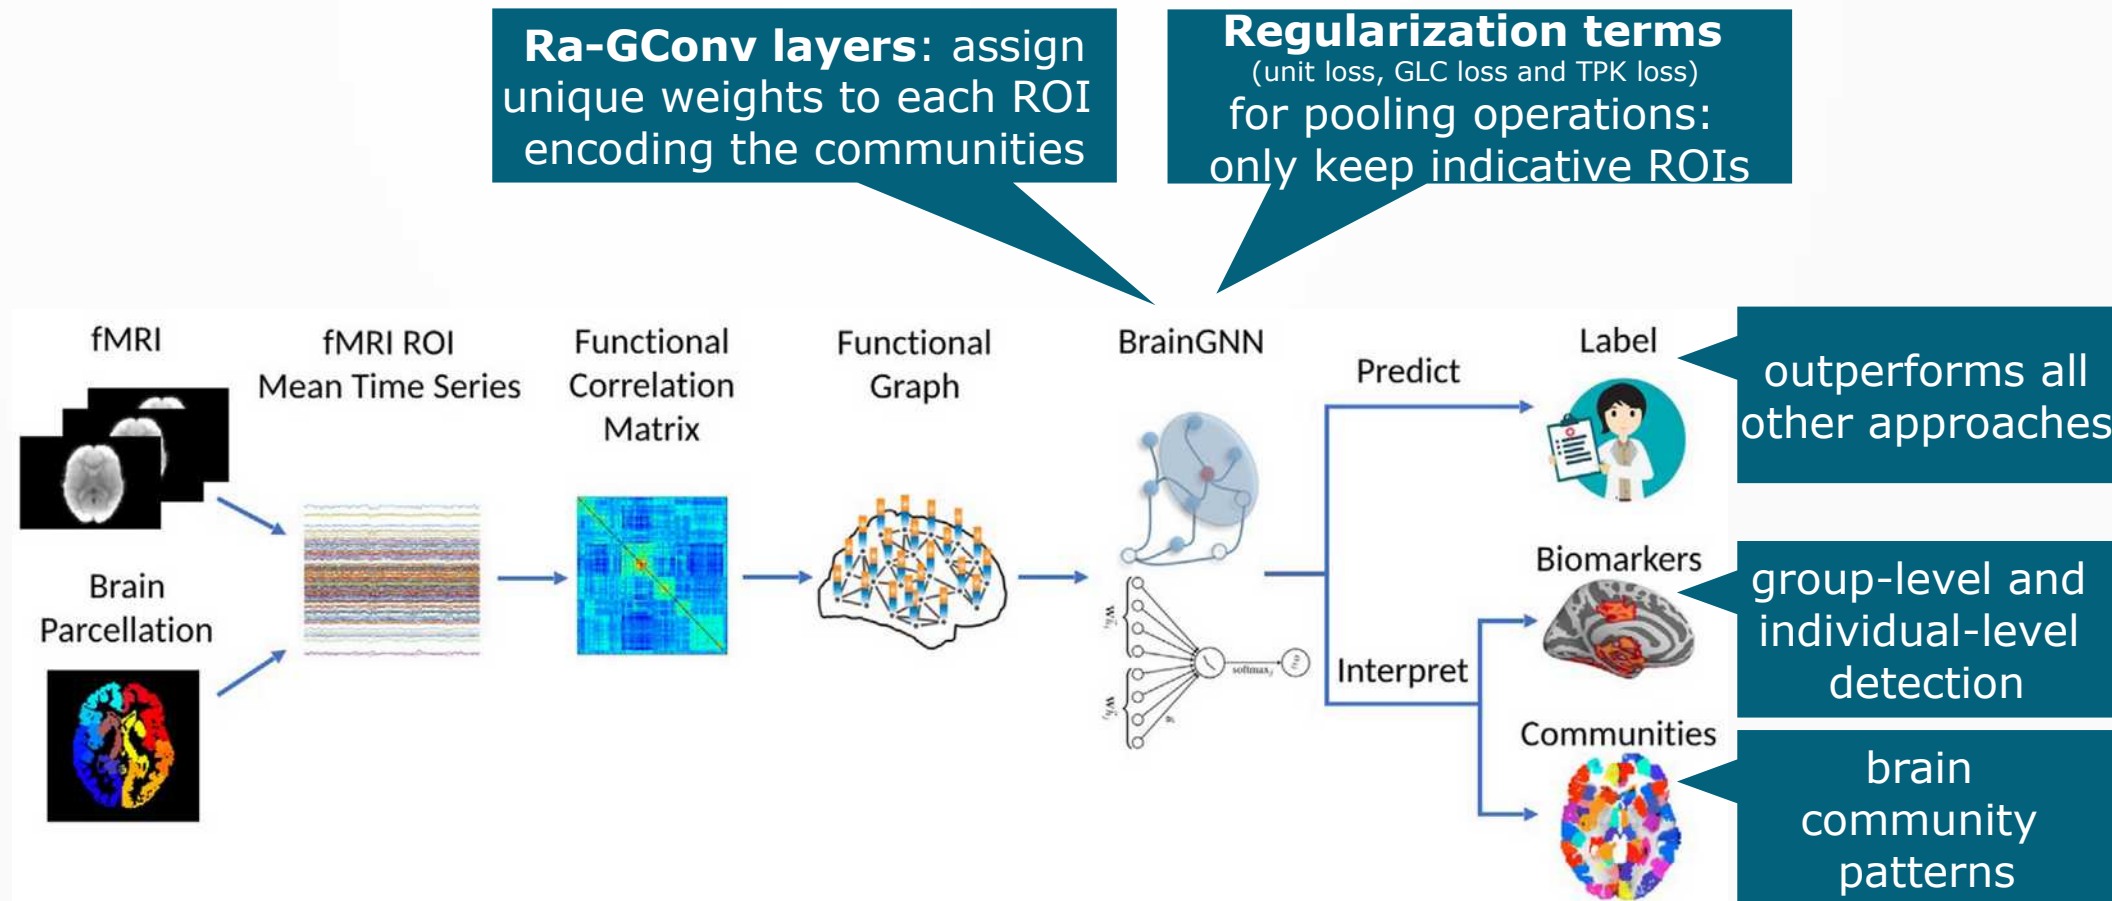 Ra-GConv layers: assign
unique weights to each ROI
encoding the communities
Regularization terms
(unit loss, GLC loss and TPK loss)
for pooling operations:
only keep indicative ROIs
fMRI
fMRI ROI
Mean Time Series
Functional
Correlation
Matrix
Functional
Graph
BrainGNN
Predict
Label
outperforms all
other approaches
Brain
Parcellation
softmax
Interpret
Biomarkers
group-level and
individual-level
detection
Communities
brain
community
patterns